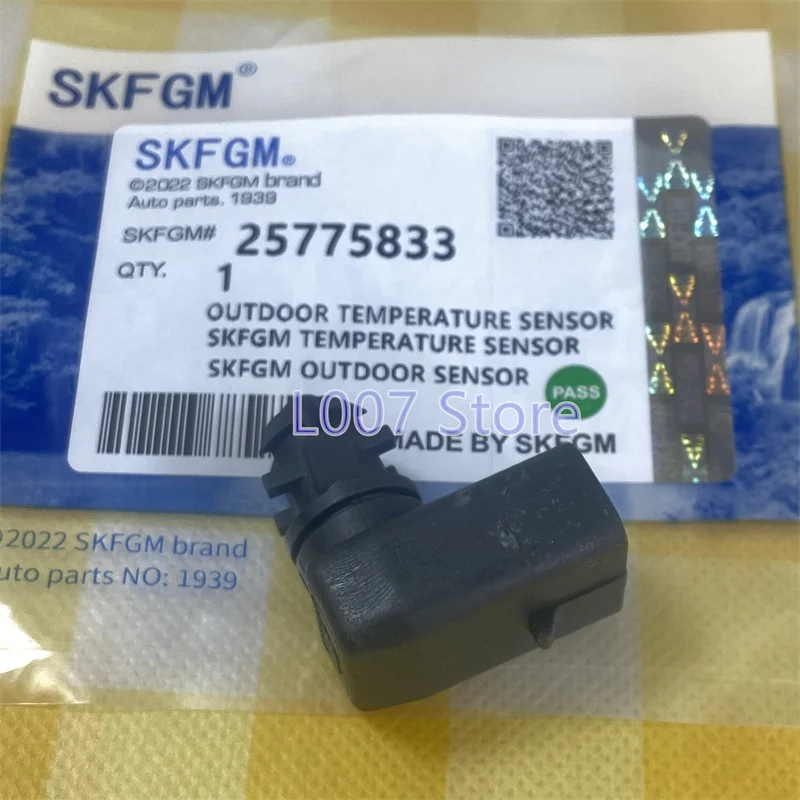 SKFGM®
SKFGM®
©2022 SKFGM brand
Auto parts. 1939
SKFGM# 25775833
QTY. 1
OUTDOOR TEMPERATURE SENSOR
SKFGM TEMPERATURE SENSOR
SKFGM OUTDOOR SENSOR
PASS
L007 Store
MADE BY SKFGM
©2022 SKFGM brand
Auto parts NO: 1939